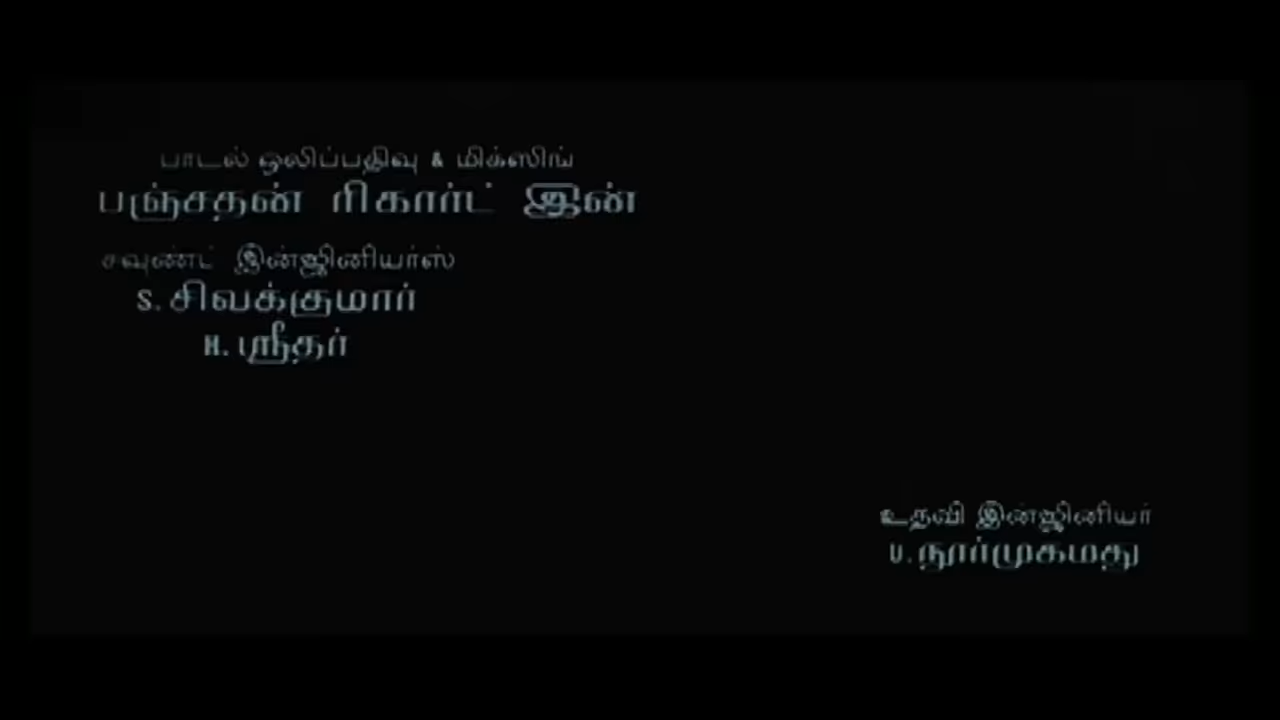 பாடல் ஒலிப்பதிவு & மிக்ஸிங்
பஞ்சதன் ரிகார்ட் இன்
சவுண்ட் இன்ஜினியர்ஸ்
S. சிவக்குமார்
H. ஸ்ரீதர்
உதவி இன்ஜினியர்
U. நூர்முகமது